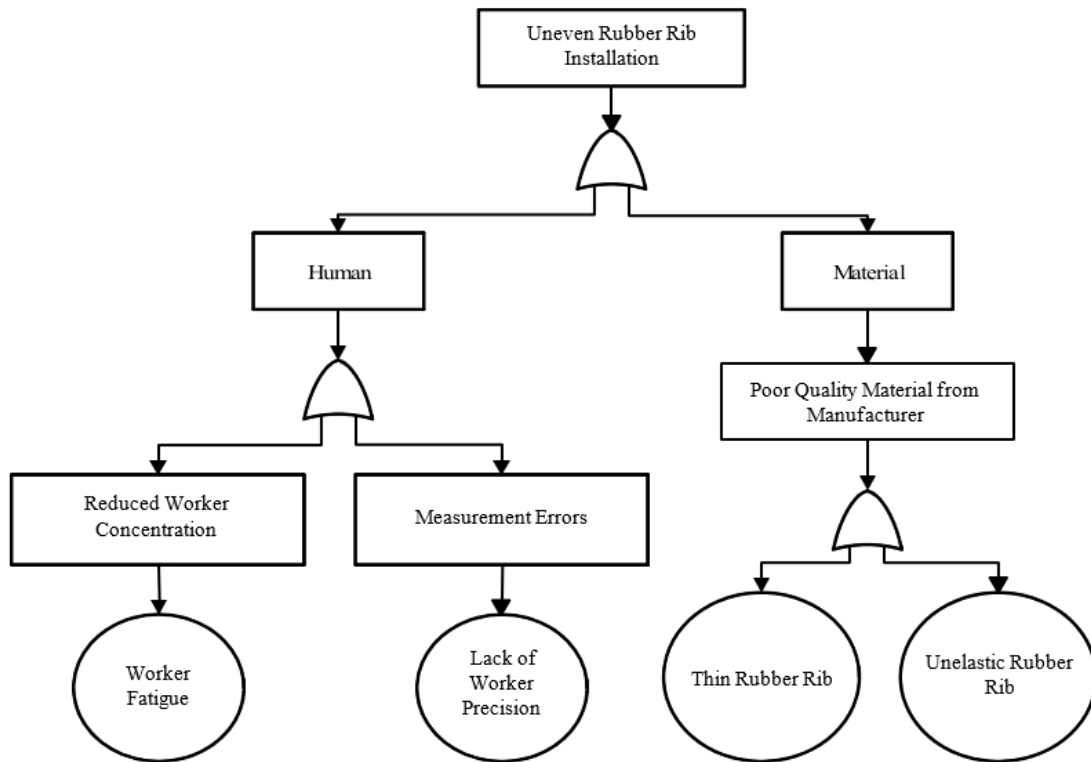 Uneven Rubber Rib
Installation
Human
Material
Poor Quality Material from
Manufacturer
Reduced Worker
Concentration
Measurement Errors
Worker
Fatigue
Lack of
Worker
Precision
Thin Rubber Rib
Unelastic Rubber
Rib